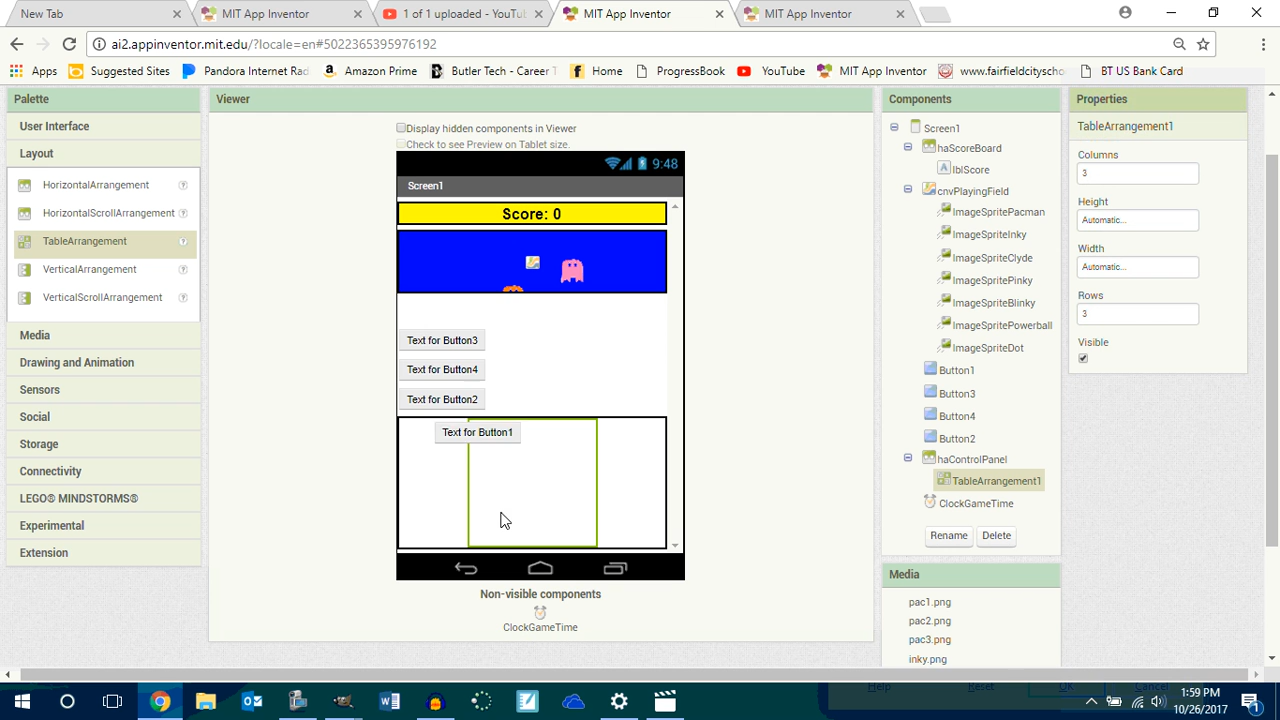 New Tab
MIT App Inventor
1 of 1 uploaded - YouTu
MIT App Inventor
MIT App Inventor
ai2.appinventor.mit.edu/?locale=en#5022365395976192
Apps
Suggested Sites
Pandora Internet Rad
Amazon Prime
Butler Tech - Career T
Home
ProgressBook
YouTube
MIT App Inventor
www.fairfieldcityscho
BT US Bank Card
Palette
Viewer
Components
Properties
User Interface
Layout
HorizontalArrangement
HorizontalScrollArrangement
TableArrangement
VerticalArrangement
VerticalScrollArrangement
Media
Drawing and Animation
Sensors
Social
Storage
Connectivity
LEGO® MINDSTORMS®
Experimental
Extension
Display hidden components in Viewer
Check to see Preview on Tablet size.
9:48
Screen1
Score: 0
Text for Button3
Text for Button4
Text for Button2
Text for Button1
Non-visible components
ClockGameTime
Screen1
haScoreBoard
lblScore
cnvPlayingField
ImageSpritePacman
ImageSpriteInky
ImageSpriteClyde
ImageSpritePinky
ImageSpriteBlinky
ImageSpritePowerball
ImageSpriteDot
Button1
Button3
Button4
Button2
haControlPanel
TableArrangement1
ClockGameTime
Rename
Delete
Media
pac1.png
pac2.png
pac3.png
inky.png
TableArrangement1
Columns
3
Height
Automatic...
Width
Automatic...
Rows
3
Visible
Help
Reset
OK
Cancel
1:59 PM
10/26/2017